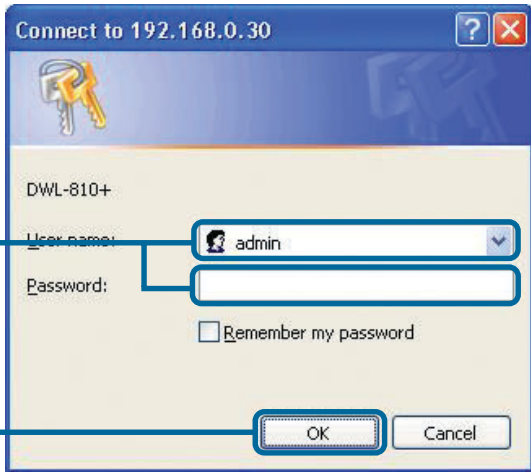 Connect to 192.168.0.30
DWL-810+
User name:
admin
Password:
Remember my password
OK
Cancel